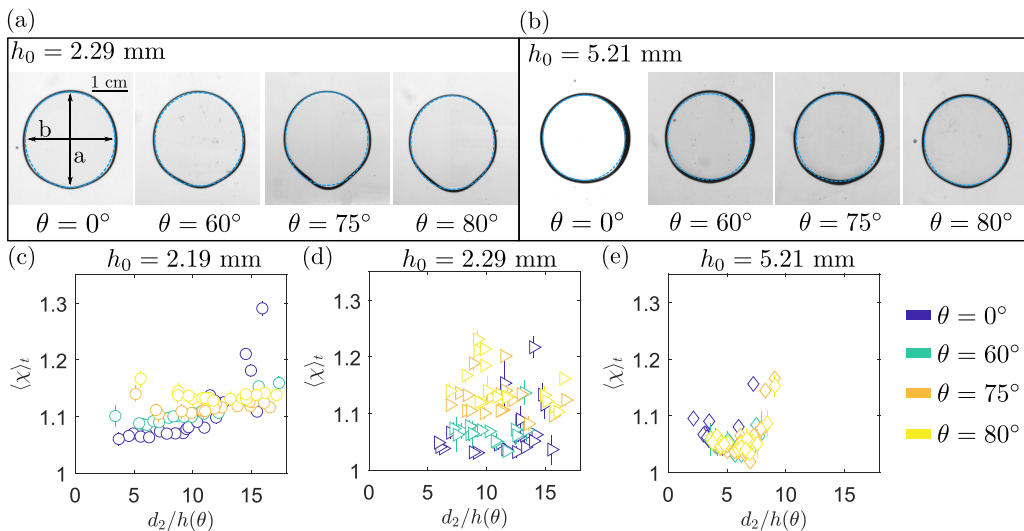 (a)
(b)
h₀ = 2.29 mm
h₀ = 5.21 mm
1 cm
b
a
θ = 0°
θ = 60°
θ = 75°
θ = 80°
θ = 0°
θ = 60°
θ = 75°
θ = 80°
(c)
h₀ = 2.19 mm
(d)
h₀ = 2.29 mm
(e)
h₀ = 5.21 mm
1.3
1.2
1.1
1
⟨χ⟩ₜ
0 5 10 15
d₂/h(θ)
1.3
1.2
1.1
1
⟨χ⟩ₜ
0 5 10 15
d₂/h(θ)
1.3
1.2
1.1
1
⟨χ⟩ₜ
0 5 10 15
d₂/h(θ)
θ = 0°
θ = 60°
θ = 75°
θ = 80°